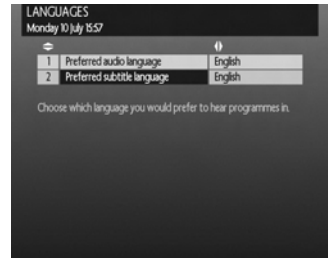 LANGUAGES
Monday 10 July 15:57
1 Preferred audio language English
2 Preferred subtitle language English
Choose which language you would prefer to hear programmes in.